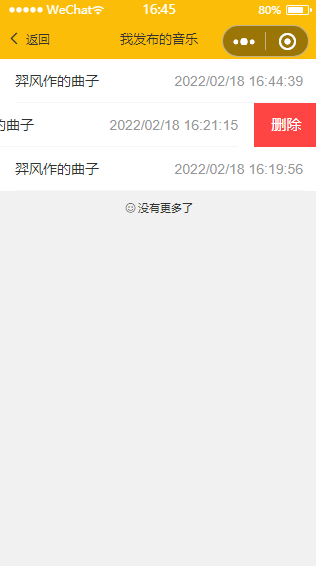 WeChat 16:45 80%
返回 我发布的音乐
羿风作的曲子 2022/02/18 16:44:39
的曲子 2022/02/18 16:21:15 删除
羿风作的曲子 2022/02/18 16:19:56
没有更多了